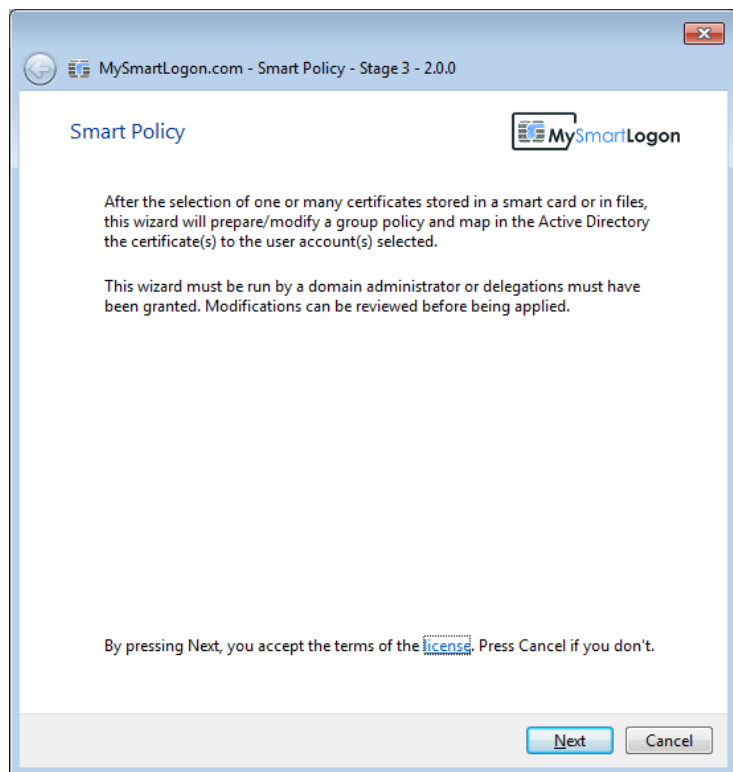 MySmartLogon.com - Smart Policy - Stage 3 - 2.0.0
Smart Policy
MySmartLogon
After the selection of one or many certificates stored in a smart card or in files,
this wizard will prepare/modify a group policy and map in the Active Directory
the certificate(s) to the user account(s) selected.
This wizard must be run by a domain administrator or delegations must have
been granted. Modifications can be reviewed before being applied.
By pressing Next, you accept the terms of the license. Press Cancel if you don't.
Next
Cancel